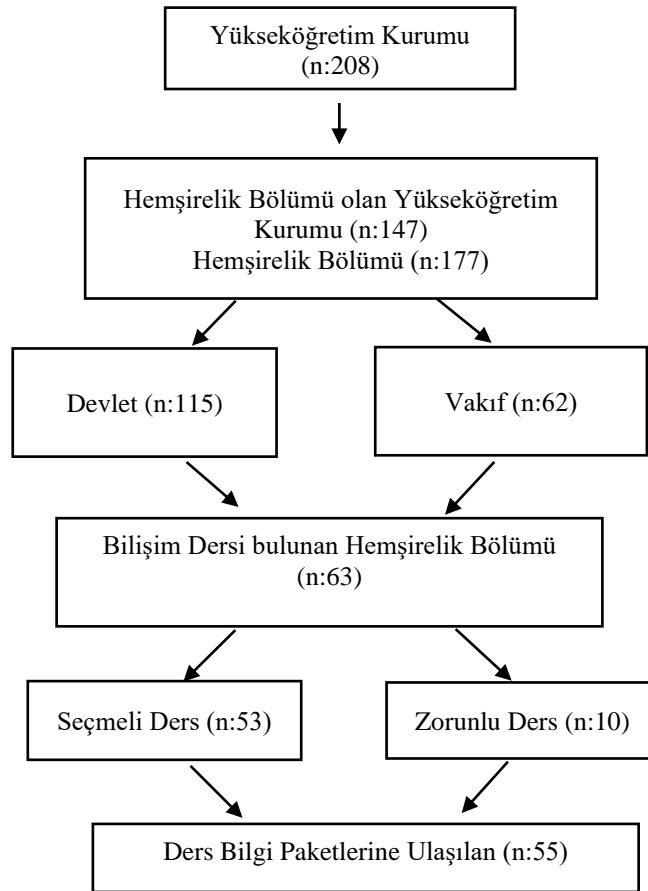 Yükseköğretim Kurumu
(n:208)
Hemşirelik Bölümü olan Yükseköğretim
Kurumu (n:147)
Hemşirelik Bölümü (n:177)
Devlet (n:115)
Vakıf (n:62)
Bilişim Dersi bulunan Hemşirelik Bölümü
(n:63)
Seçmeli Ders (n:53)
Zorunlu Ders (n:10)
Ders Bilgi Paketlerine Ulaşılan (n:55)